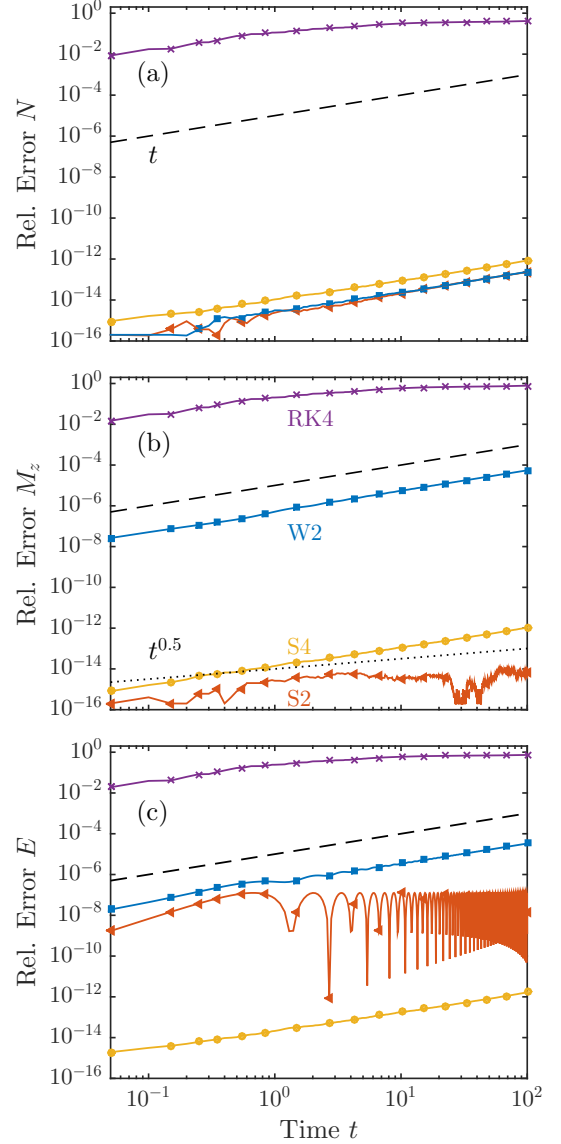 10^0
10^{-2}
10^{-4}
10^{-6}
10^{-8}
10^{-10}
10^{-12}
10^{-14}
10^{-16}
Rel. Error N
(a)
t
10^0
10^{-2}
10^{-4}
10^{-6}
10^{-8}
10^{-10}
10^{-12}
10^{-14}
10^{-16}
Rel. Error M_z
(b)
RK4
W2
t^{0.5}
S4
S2
10^0
10^{-2}
10^{-4}
10^{-6}
10^{-8}
10^{-10}
10^{-12}
10^{-14}
10^{-16}
Rel. Error E
(c)
10^{-1}
10^0
10^1
10^2
Time t